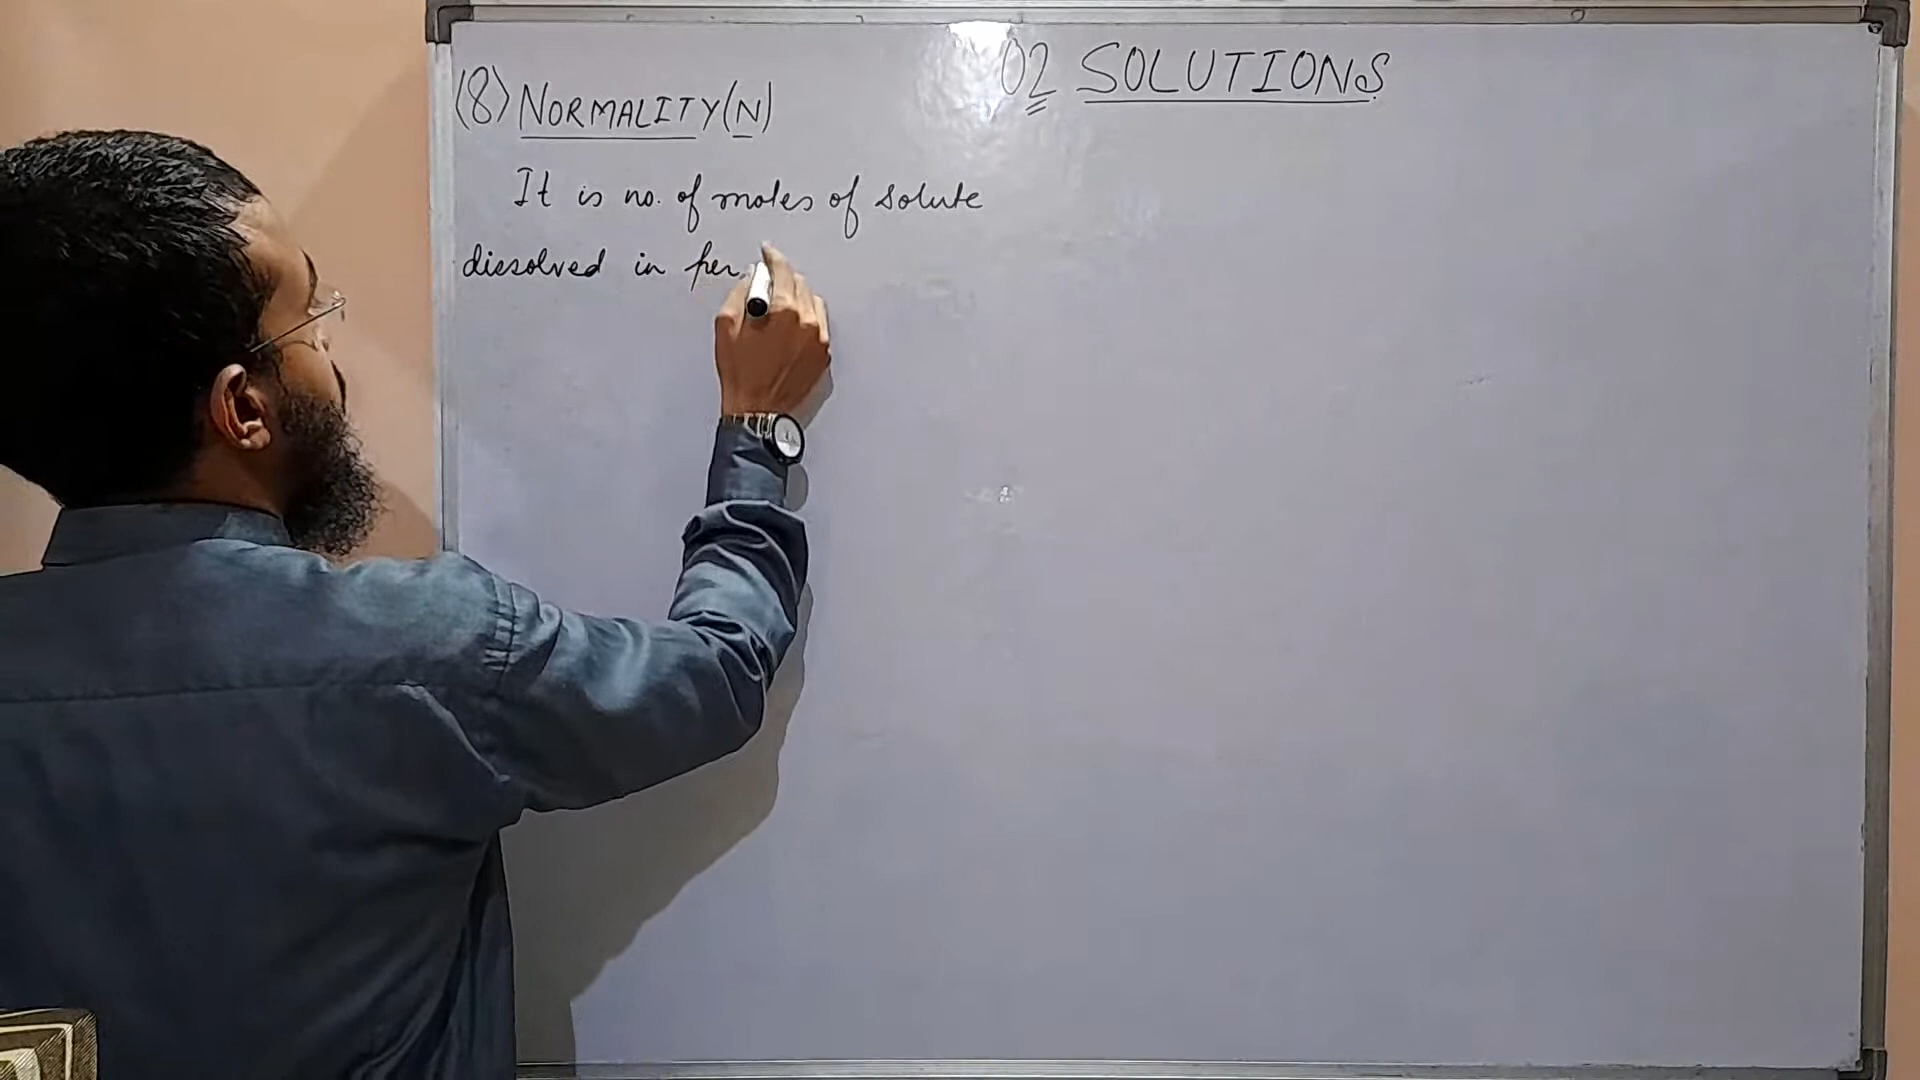 02 SOLUTIONS
(8) NORMALITY(N)
It is no. of moles of solute
dissolved in per